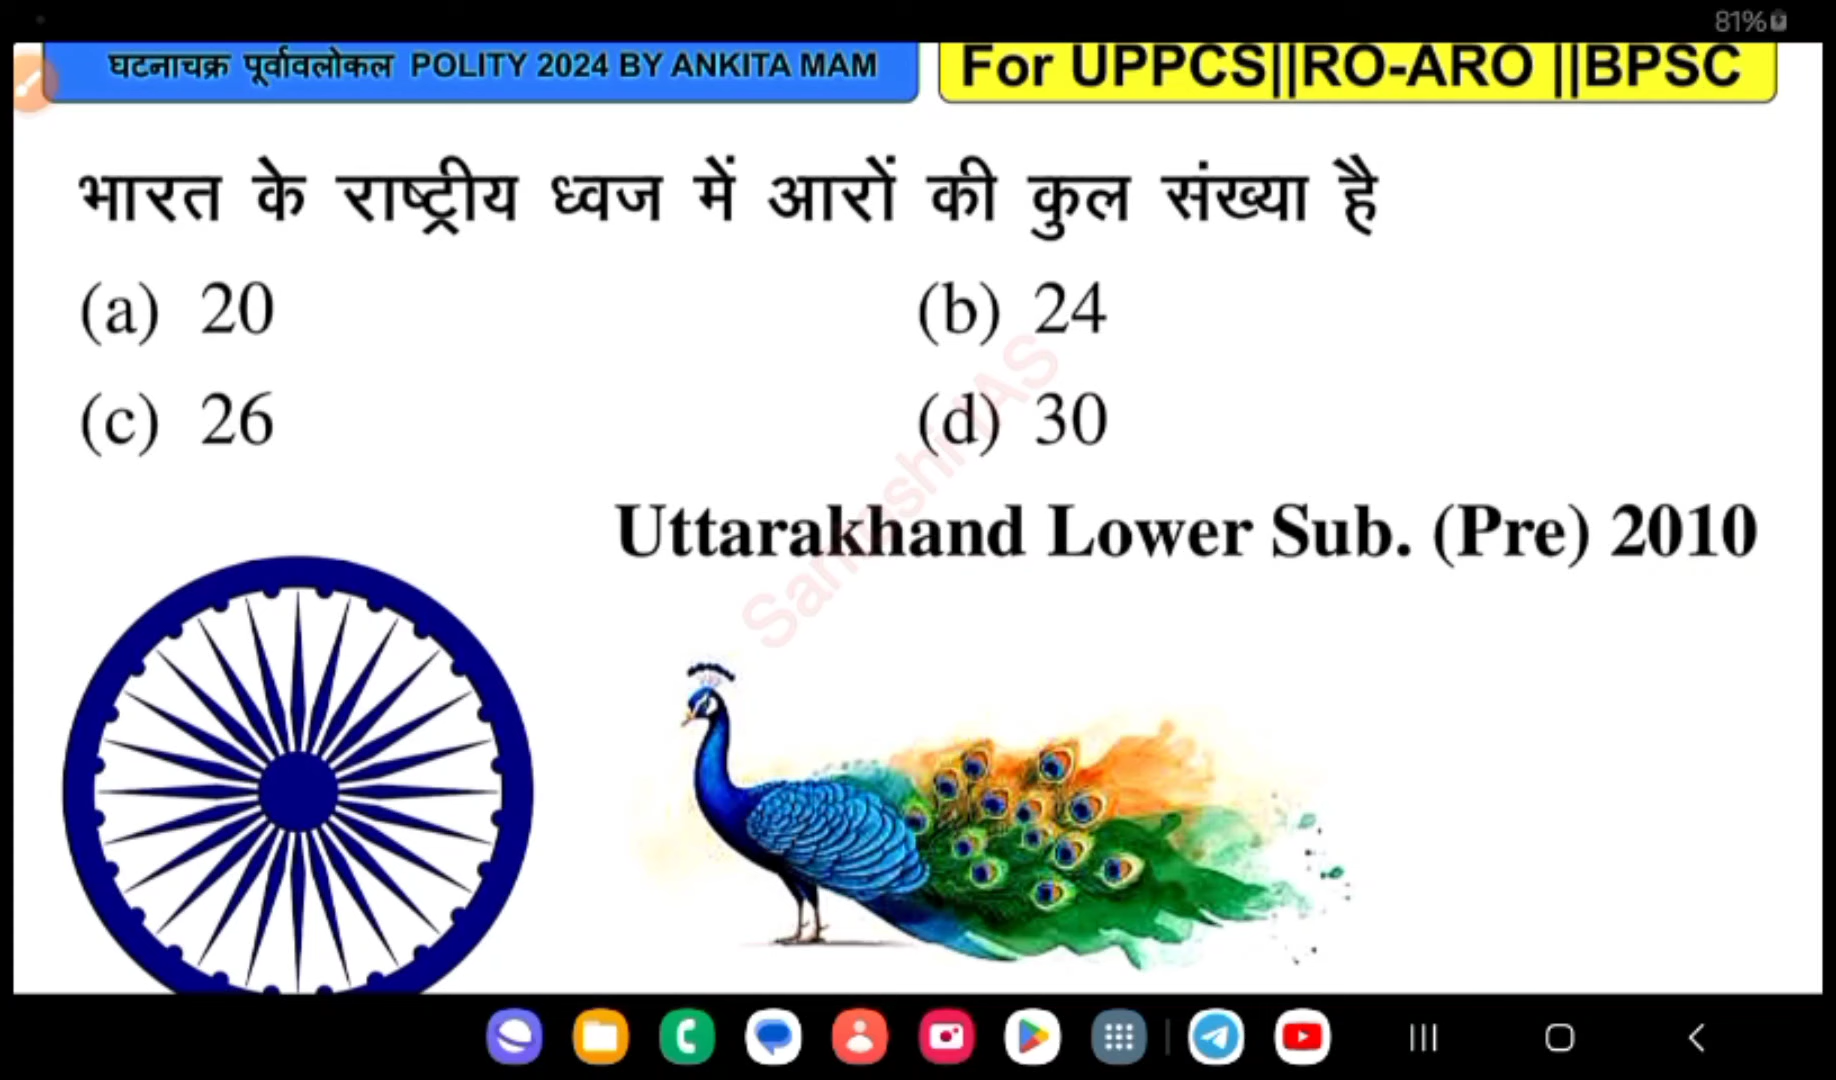 81%
घटनाचक्र पूर्वावलोकल POLITY 2024 BY ANKITA MAM
For UPPCS||RO-ARO ||BPSC
भारत के राष्ट्रीय ध्वज में आरों की कुल संख्या है
(a) 20
(b) 24
(c) 26
(d) 30
Uttarakhand Lower Sub. (Pre) 2010